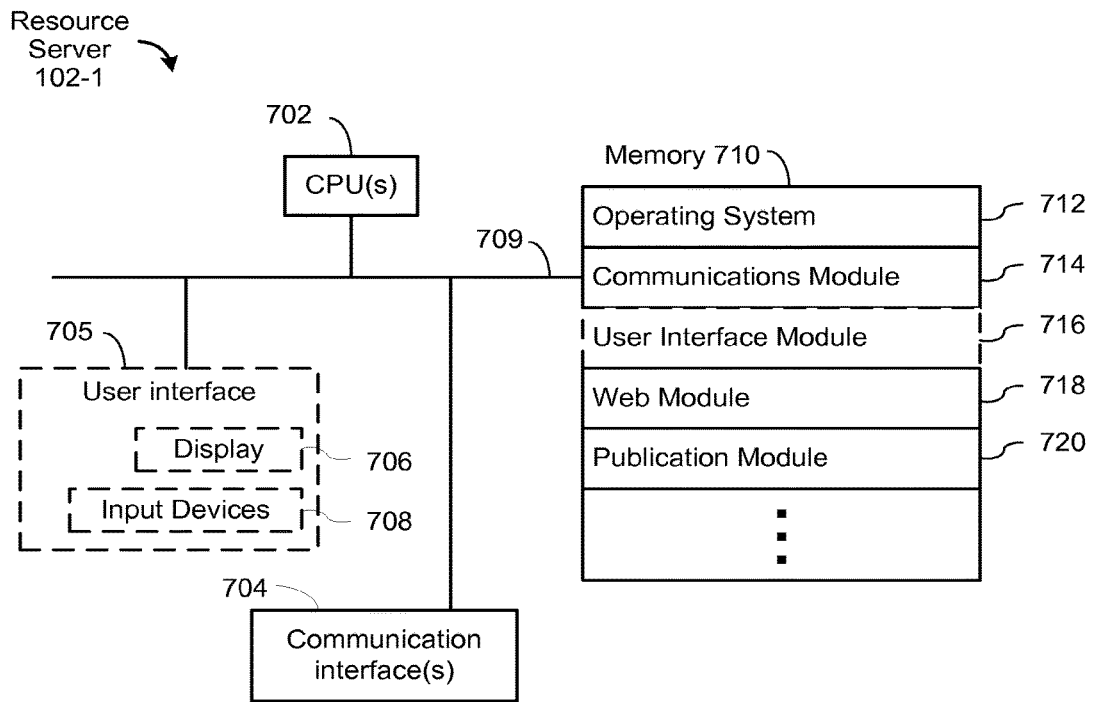 Resource
Server
102-1
702
CPU(s)
Memory 710
Operating System
712
709
Communications Module
714
User Interface Module
716
705
User interface
Web Module
718
Display
706
Publication Module
720
Input Devices
708
704
Communication
interface(s)